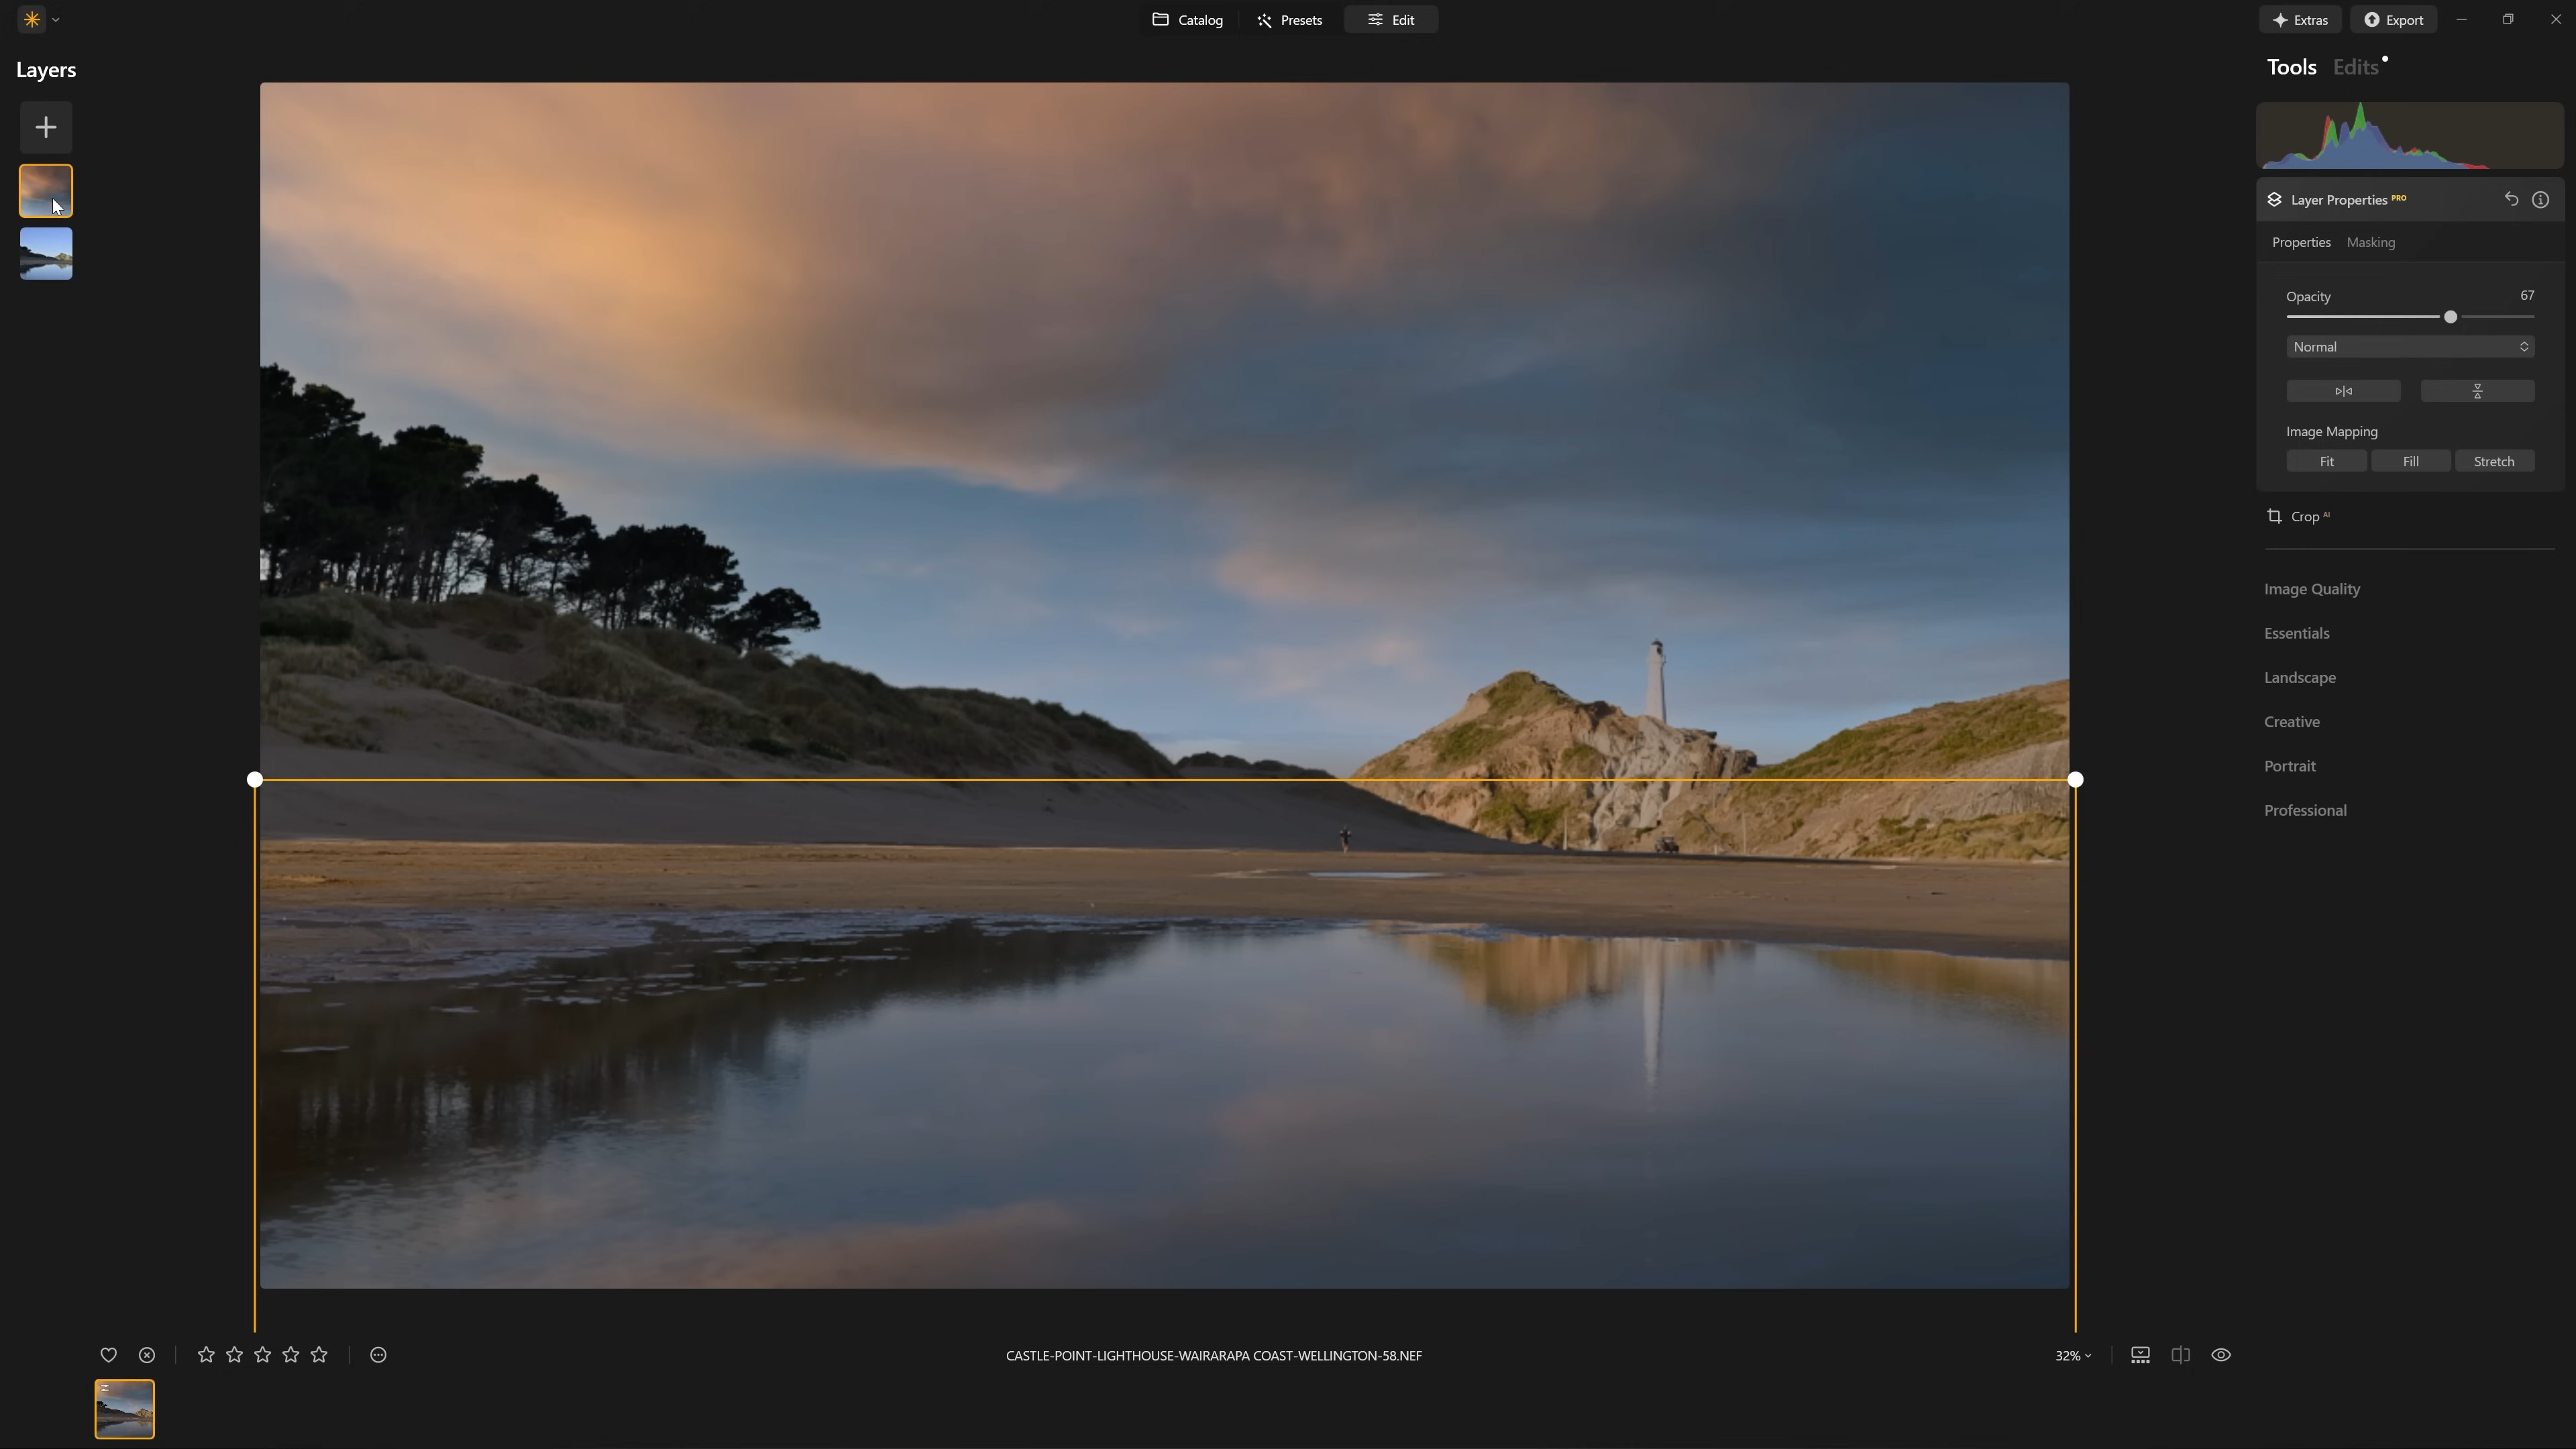 Catalog
Presets
Edit
Extras
Export
Layers
Tools
Edits
Layer Properties PRO
Properties
Masking
Opacity
67
Normal
Image Mapping
Fit
Fill
Stretch
Crop AI
Image Quality
Essentials
Landscape
Creative
Portrait
Professional
CASTLE-POINT-LIGHTHOUSE-WAIRARAPA COAST-WELLINGTON-58.NEF
32%